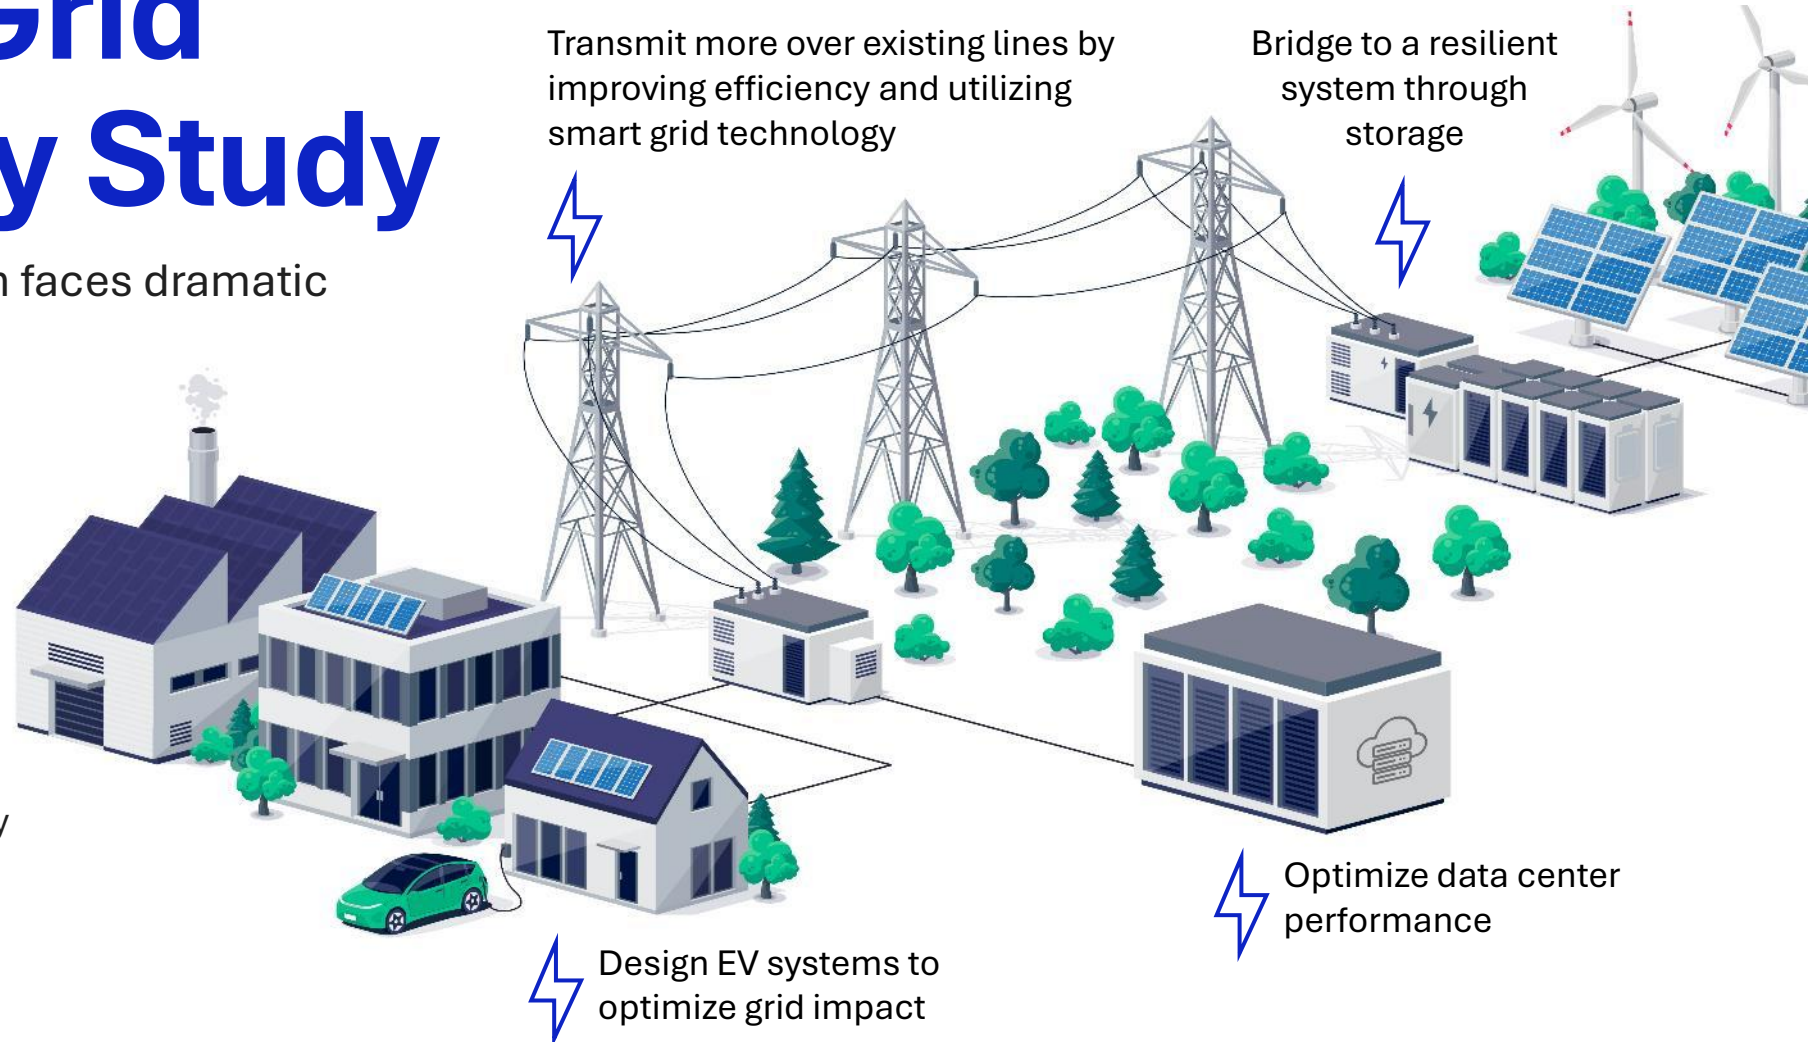 Grid
y Study
n faces dramatic
y
Transmit more over existing lines by
improving efficiency and utilizing
smart grid technology
Bridge to a resilient
system through
storage
Optimize data center
performance
Design EV systems to
optimize grid impact